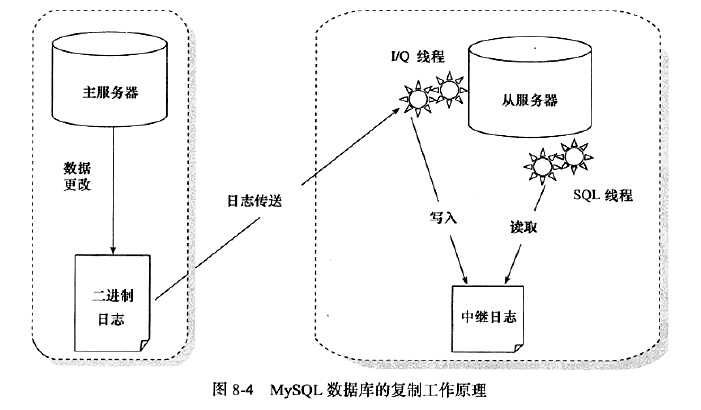 I/Q 线程
主服务器
从服务器
数据
更改
SQL 线程
日志传送
写入
读取
二进制
日志
中继日志
图 8-4 MySQL 数据库的复制工作原理